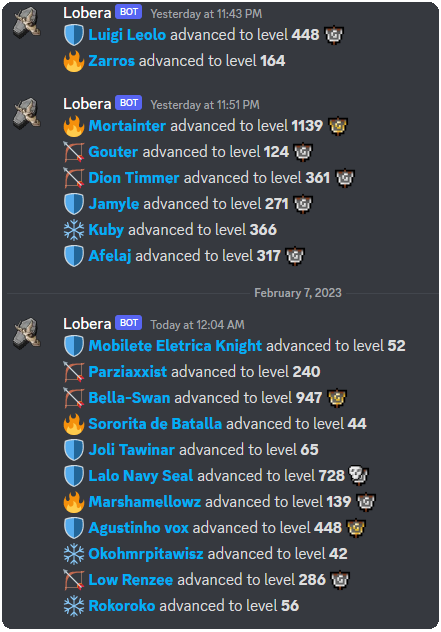 Lobera BOT Yesterday at 11:43 PM
Luigi Leolo advanced to level 448
Zarros advanced to level 164
Lobera BOT Yesterday at 11:51 PM
Mortainter advanced to level 1139
Gouter advanced to level 124
Dion Timmer advanced to level 361
Jamyle advanced to level 271
Kuby advanced to level 366
Afelaj advanced to level 317
February 7, 2023
Lobera BOT Today at 12:04 AM
Mobilete Eletrica Knight advanced to level 52
Parziaxxist advanced to level 240
Bella-Swan advanced to level 947
Sororita de Batalla advanced to level 44
Joli Tawinar advanced to level 65
Lalo Navy Seal advanced to level 728
Marshamellowz advanced to level 139
Agustinho vox advanced to level 448
Okohmrpitawisz advanced to level 42
Low Renzee advanced to level 286
Rokoroko advanced to level 56